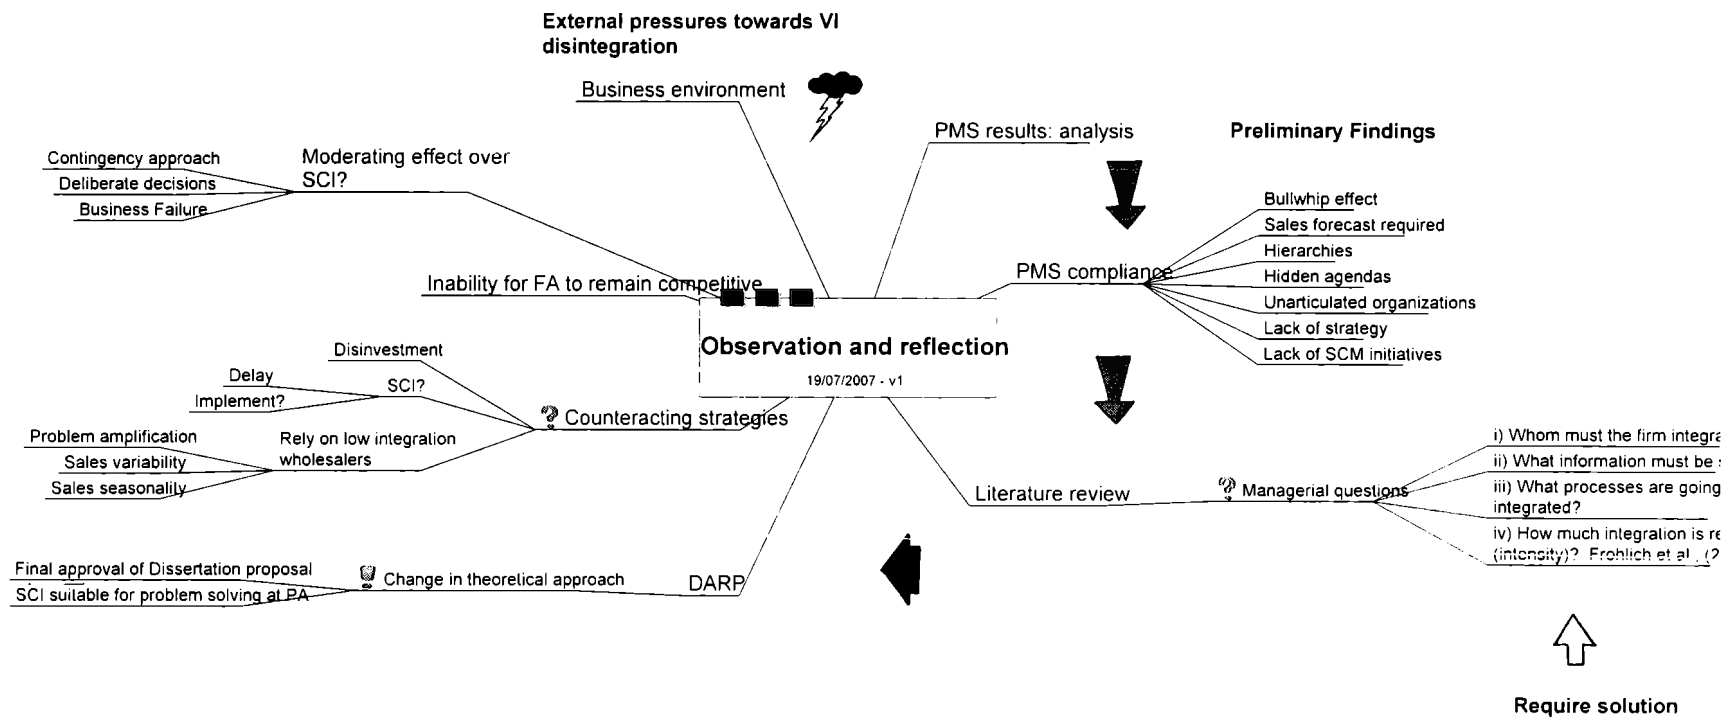 External pressures towards VI
disintegration
Business environment
PMS results: analysis
Preliminary Findings
Moderating effect over
SCI?
Contingency approach
Deliberate decisions
Business Failure
Bullwhip effect
Sales forecast required
Hierarchies
Hidden agendas
Unarticulated organizations
Lack of strategy
Lack of SCM initiatives
PMS compliance
Inability for FA to remain competitive
Observation and reflection
19/07/2007 - v1
Disinvestment
Delay
SCI?
Implement?
Counteracting strategies
Problem amplification
Rely on low integration
wholesalers
Sales variability
Sales seasonality
Literature review
Managerial questions
i) Whom must the firm
ii) What information must be
iii) What processes are going
integrated?
iv) How much integration is
(intensity)? Frohlich et al., (2
Final approval of Dissertation proposal
SCI suitable for problem solving at PA
Change in theoretical approach
DARP
Require solution